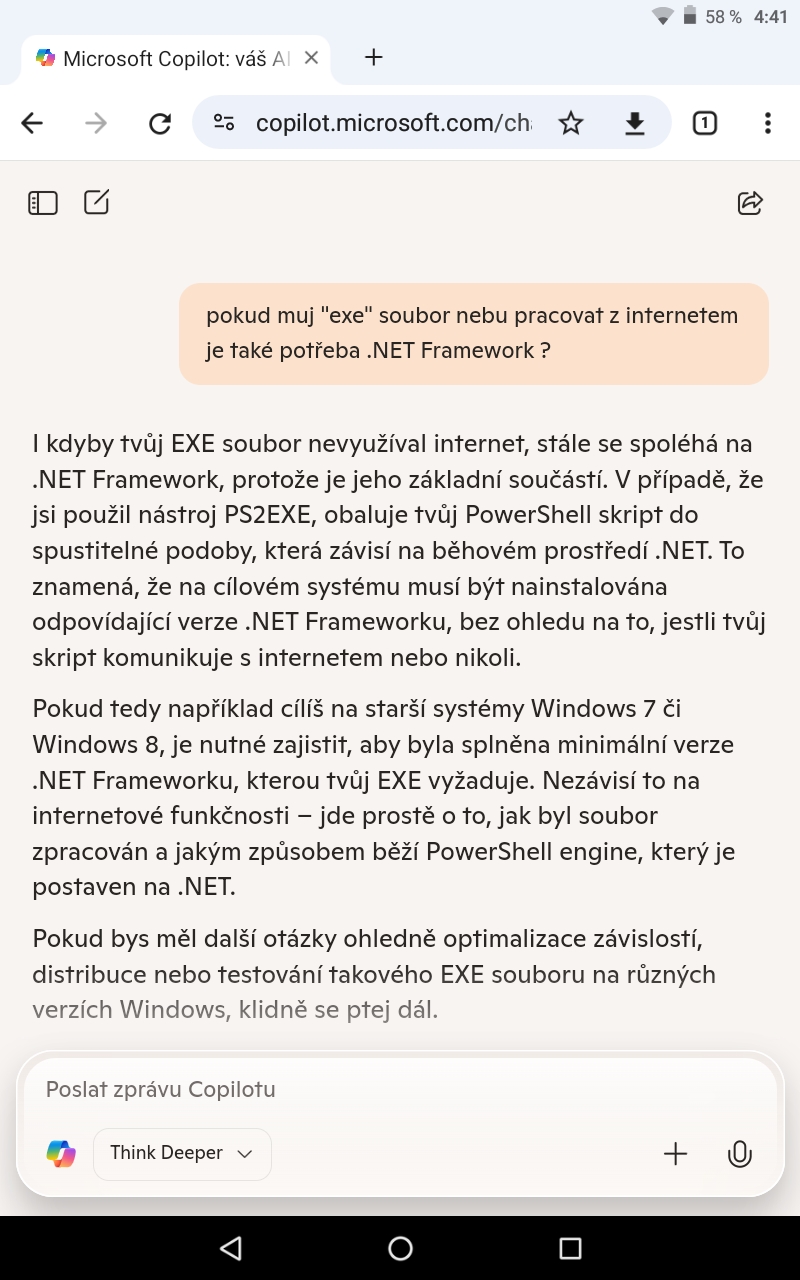 58 % 4:41
Microsoft Copilot: váš AI
copilot.microsoft.com/ch
1
pokud muj "exe" soubor nebu pracovat z internetem
je také potřeba .NET Framework ?
I kdyby tvůj EXE soubor nevyužíval internet, stále se spoléhá na
.NET Framework, protože je jeho základní součástí. V případě, že
jsi použil nástroj PS2EXE, obaluje tvůj PowerShell skript do
spustitelné podoby, která závisí na běhovém prostředí .NET. To
znamená, že na cílovém systému musí být nainstalována
odpovídající verze .NET Frameworku, bez ohledu na to, jestli tvůj
skript komunikuje s internetem nebo nikoli.
Pokud tedy například cílíš na starší systémy Windows 7 či
Windows 8, je nutné zajistit, aby byla splněna minimální verze
.NET Frameworku, kterou tvůj EXE vyžaduje. Nezávisí to na
internetové funkčnosti – jde prostě o to, jak byl soubor
zpracován a jakým způsobem běží PowerShell engine, který je
postaven na .NET.
Pokud bys měl další otázky ohledně optimalizace závislostí,
distribuce nebo testování takového EXE souboru na různých
verzích Windows, klidně se ptej dál.
Poslat zprávu Copilotu
Think Deeper